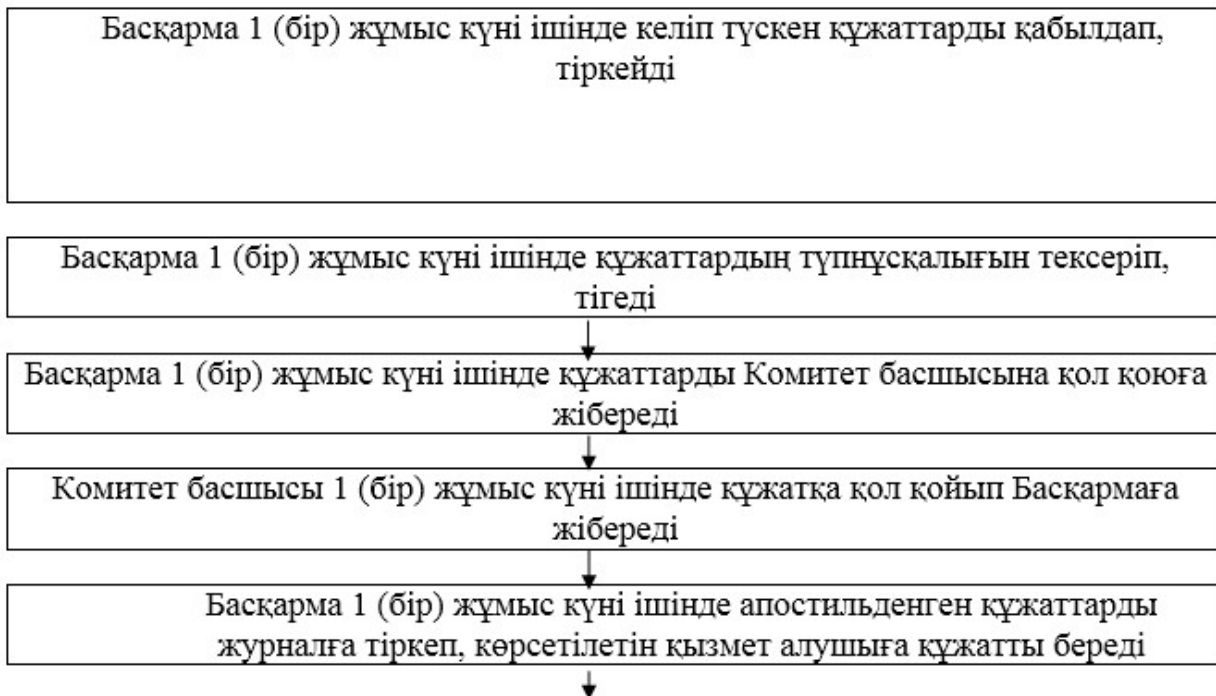 Басқарма 1 (бір) жұмыс күні ішінде келіп түскен құжаттарды қабылдап,
тіркейді
Басқарма 1 (бір) жұмыс күні ішінде құжаттардың түпнұсқалығын тексеріп,
тігеді
Басқарма 1 (бір) жұмыс күні ішінде құжаттарды Комитет басшысына қол қоюға
жібереді
Комитет басшысы 1 (бір) жұмыс күні ішінде құжатқа қол қойып Басқармаға
жібереді
Басқарма 1 (бір) жұмыс күні ішінде апостильденген құжаттарды
журналға тіркеп, көрсетілетін қызмет алушыға құжатты береді